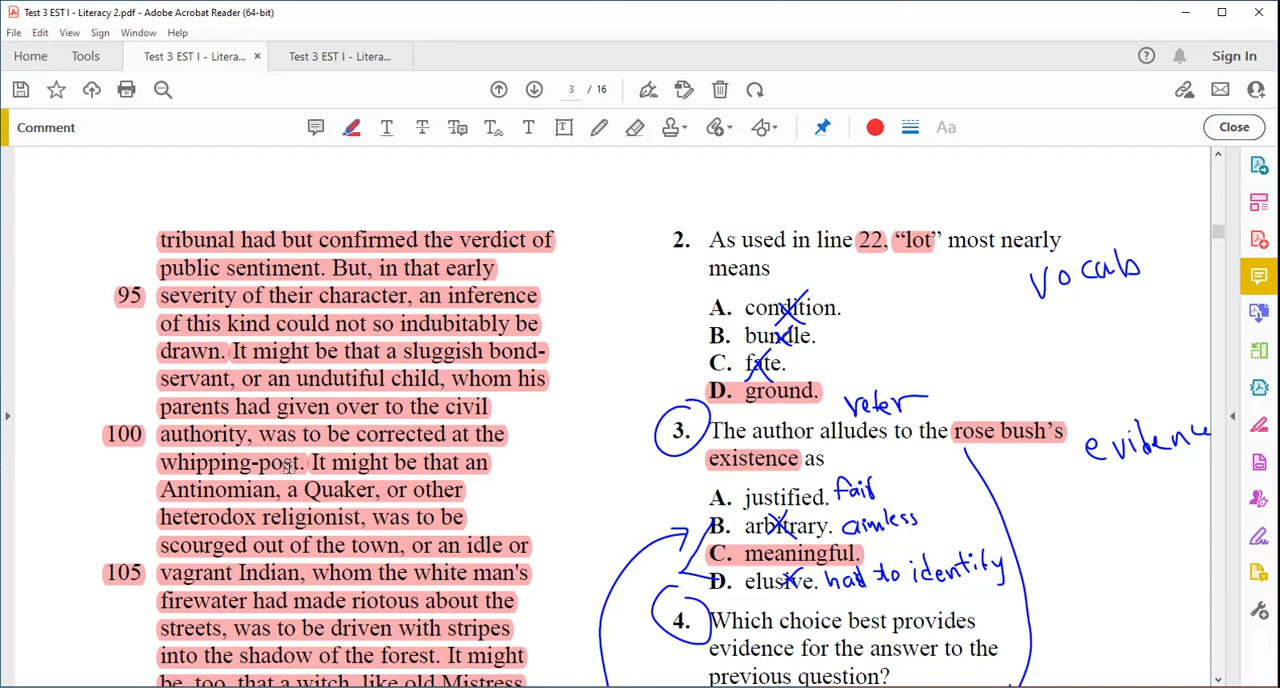 Test 3 EST I - Literacy 2.pdf - Adobe Acrobat Reader (64-bit)
File Edit View Sign Window Help
Home Tools Test 3 EST I - Litera... × Test 3 EST I - Litera... Sign In
3 / 16
Comment Aa Close
tribunal had but confirmed the verdict of
public sentiment. But, in that early
95 severity of their character, an inference
of this kind could not so indubitably be
drawn. It might be that a sluggish bond-
servant, or an undutiful child, whom his
parents had given over to the civil
100 authority, was to be corrected at the
whipping-post. It might be that an
Antinomian, a Quaker, or other
heterodox religionist, was to be
scourged out of the town, or an idle or
105 vagrant Indian, whom the white man's
firewater had made riotous about the
streets, was to be driven with stripes
into the shadow of the forest. It might
be, too, that a witch, like old Mistress
2. As used in line 22, “lot” most nearly
means
vocab
A. condition.
B. bundle.
C. fate.
D. ground.
refer
3. The author alludes to the rose bush's
existence as
evidence
A. justified. fair
B. arbitrary. aimless
C. meaningful.
D. elusive. had to identify
4. Which choice best provides
evidence for the answer to the
previous question?